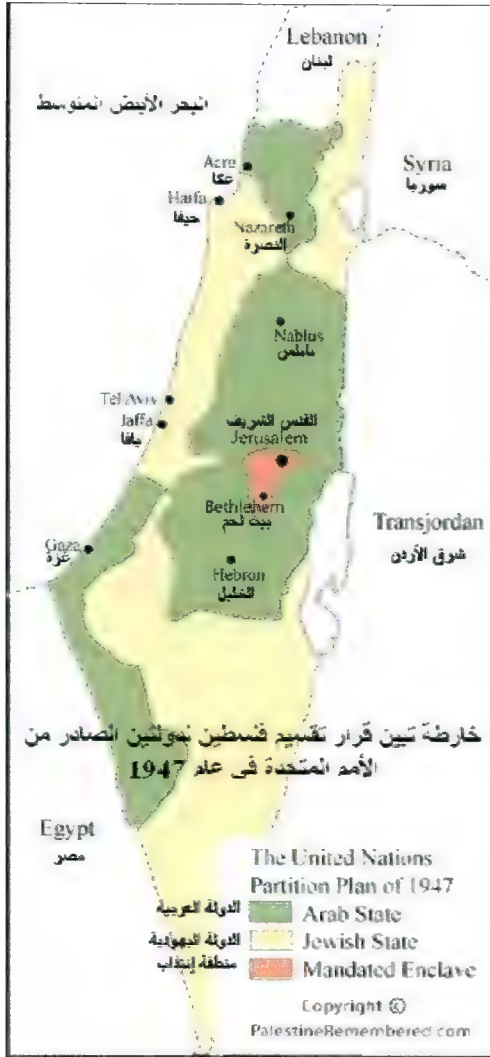 Lebanon
لبنان
البحر الأبيض المتوسط
Syria
سوريا
Acre
عكا
Haifa
حيفا
Nazareth
الناصرة
Nablus
نابلس
Tel Aviv
Jaffa
يافا
القدس الشريف
Jerusalem
Bethlehem
بيت لحم
Transjordan
شرق الأردن
Gaza
غزة
Hebron
الخليل
خارطة تبين قرار تقسيم فلسطين لدولتين الصادر من
الأمم المتحدة في عام 1947
Egypt
مصر
The United Nations
Partition Plan of 1947
الدولة العربية
Arab State
الدولة اليهودية
Jewish State
منطقة إنتداب
Mandated Enclave
Copyright ©
PalestineRemembered.com